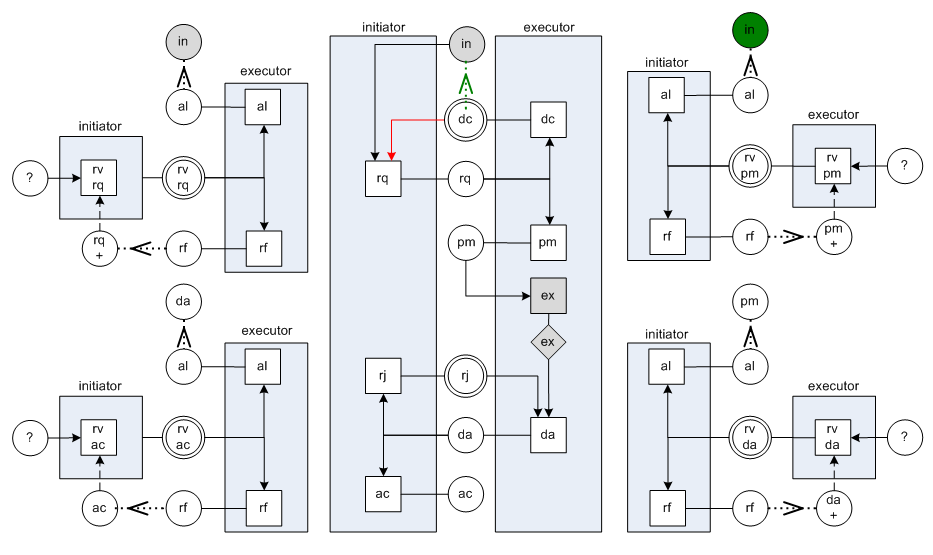 in
executor
al
al
initiator
?
rv
rq
rv
rq
rq
+
rf
rf
da
executor
al
al
initiator
?
rv
ac
rv
ac
ac
rf
rf
initiator
in
executor
dc
dc
rq
rq
pm
pm
ex
ex
rj
rj
da
da
ac
ac
in
initiator
al
al
executor
rv
pm
rv
pm
?
rf
rf
pm
+
pm
initiator
al
al
executor
rv
da
rv
da
?
rf
rf
da
+